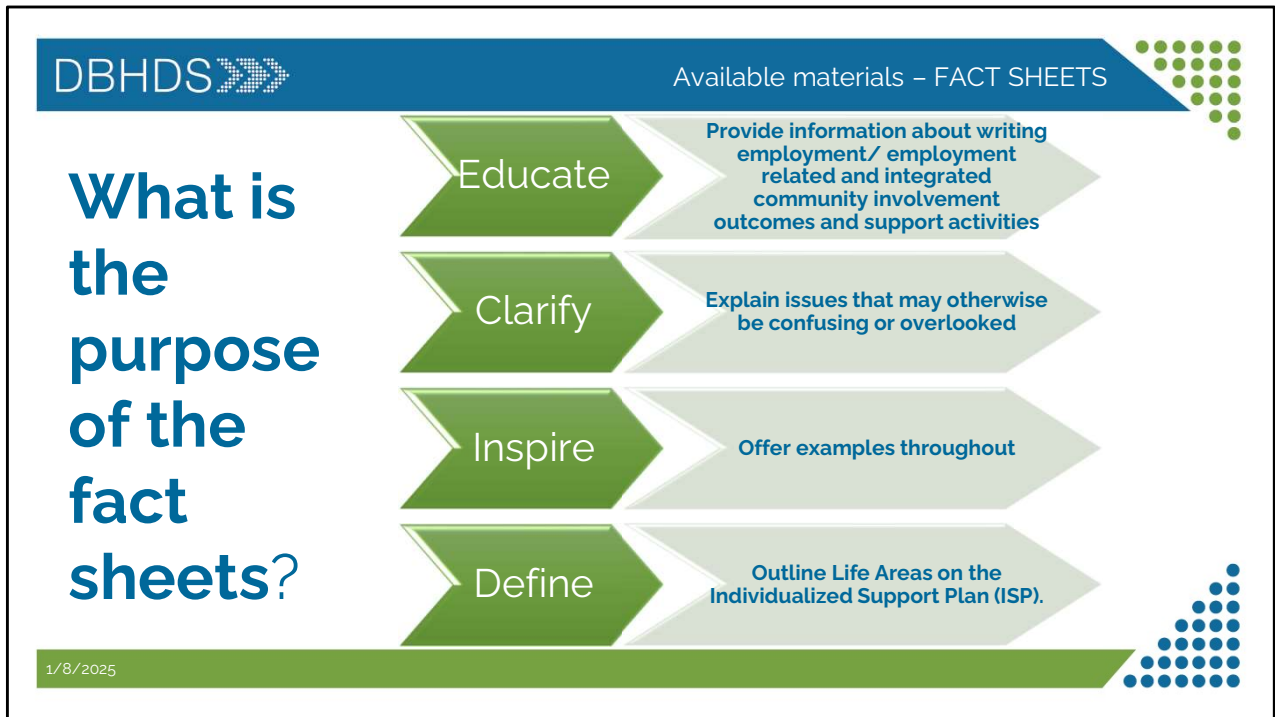 DBHDS
Available materials – FACT SHEETS
What is
the
purpose
of the
fact
sheets?
Educate
Provide information about writing
employment/ employment
related and integrated
community involvement
outcomes and support activities
Clarify
Explain issues that may otherwise
be confusing or overlooked
Inspire
Offer examples throughout
Define
Outline Life Areas on the
Individualized Support Plan (ISP).
1/8/2025